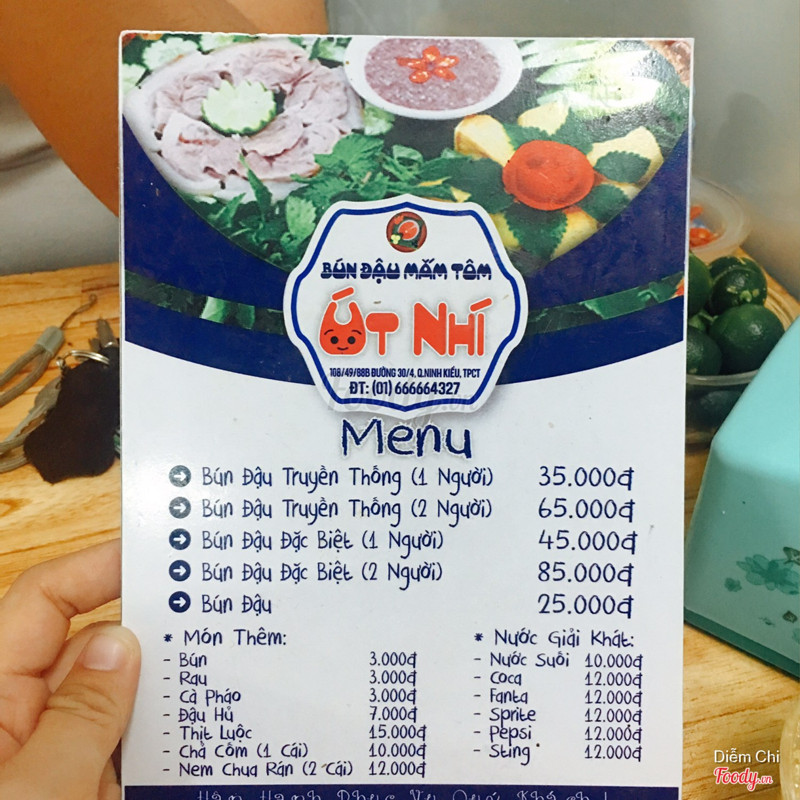 BÚN ĐẬU MẮM TÔM
ÚT NHÍ
108/49/88B ĐƯỜNG 30/4, Q.NINH KIỀU, TPCT
ĐT: (01) 666664327
Menu
Bún Đậu Truyền Thống (1 Người) 35.000đ
Bún Đậu Truyền Thống (2 Người) 65.000đ
Bún Đậu Đặc Biệt (1 Người) 45.000đ
Bún Đậu Đặc Biệt (2 Người) 85.000đ
Bún Đậu 25.000đ
* Món Thêm:
- Bún 3.000đ
- Rau 3.000đ
- Cà Pháo 3.000đ
- Đậu Hủ 7.000đ
- Thịt Luộc 15.000đ
- Chả Cốm (1 Cái) 10.000đ
- Nem Chua Rán (2 Cái) 12.000đ
* Nước Giải Khát:
- Nước Suối 10.000đ
- Coca 12.000đ
- Fanta 12.000đ
- Sprite 12.000đ
- Pepsi 12.000đ
- Sting 12.000đ
Hân Hạnh Phục Vụ Quý Khách!
Diễm Chi
Foody.vn